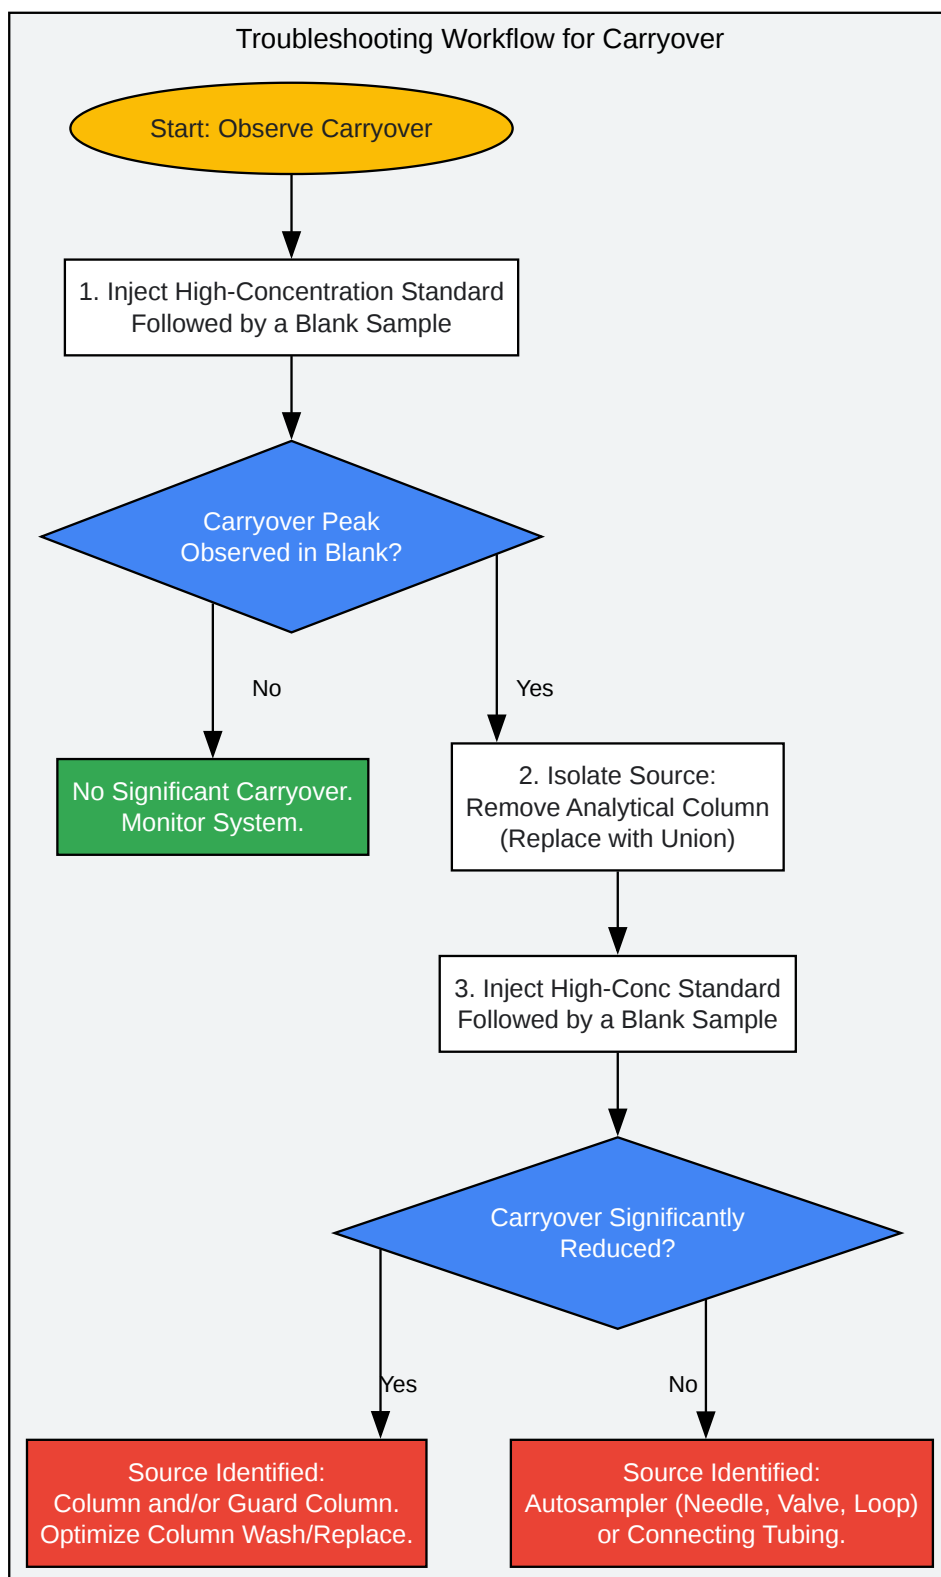 Troubleshooting Workflow for Carryover
Start: Observe Carryover
1. Inject High-Concentration Standard
Followed by a Blank Sample
Carryover Peak
Observed in Blank?
No
Yes
No Significant Carryover.
Monitor System.
2. Isolate Source:
Remove Analytical Column
(Replace with Union)
3. Inject High-Conc Standard
Followed by a Blank Sample
Carryover Significantly
Reduced?
Yes
No
Source Identified:
Column and/or Guard Column.
Optimize Column Wash/Replace.
Source Identified:
Autosampler (Needle, Valve, Loop)
or Connecting Tubing.